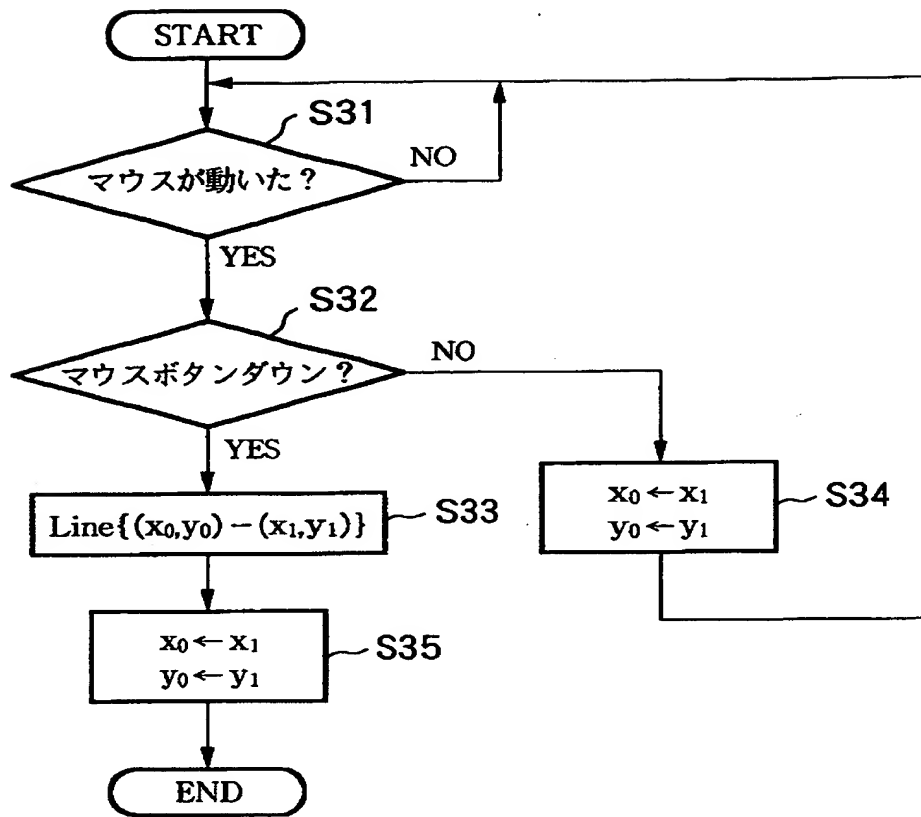 START
S31
マウスが動いた?
NO
YES
S32
マウスボタンダウン?
NO
YES
Line{(x₀,y₀)−(x₁,y₁)}
S33
x₀←x₁
y₀←y₁
S34
x₀←x₁
y₀←y₁
S35
END